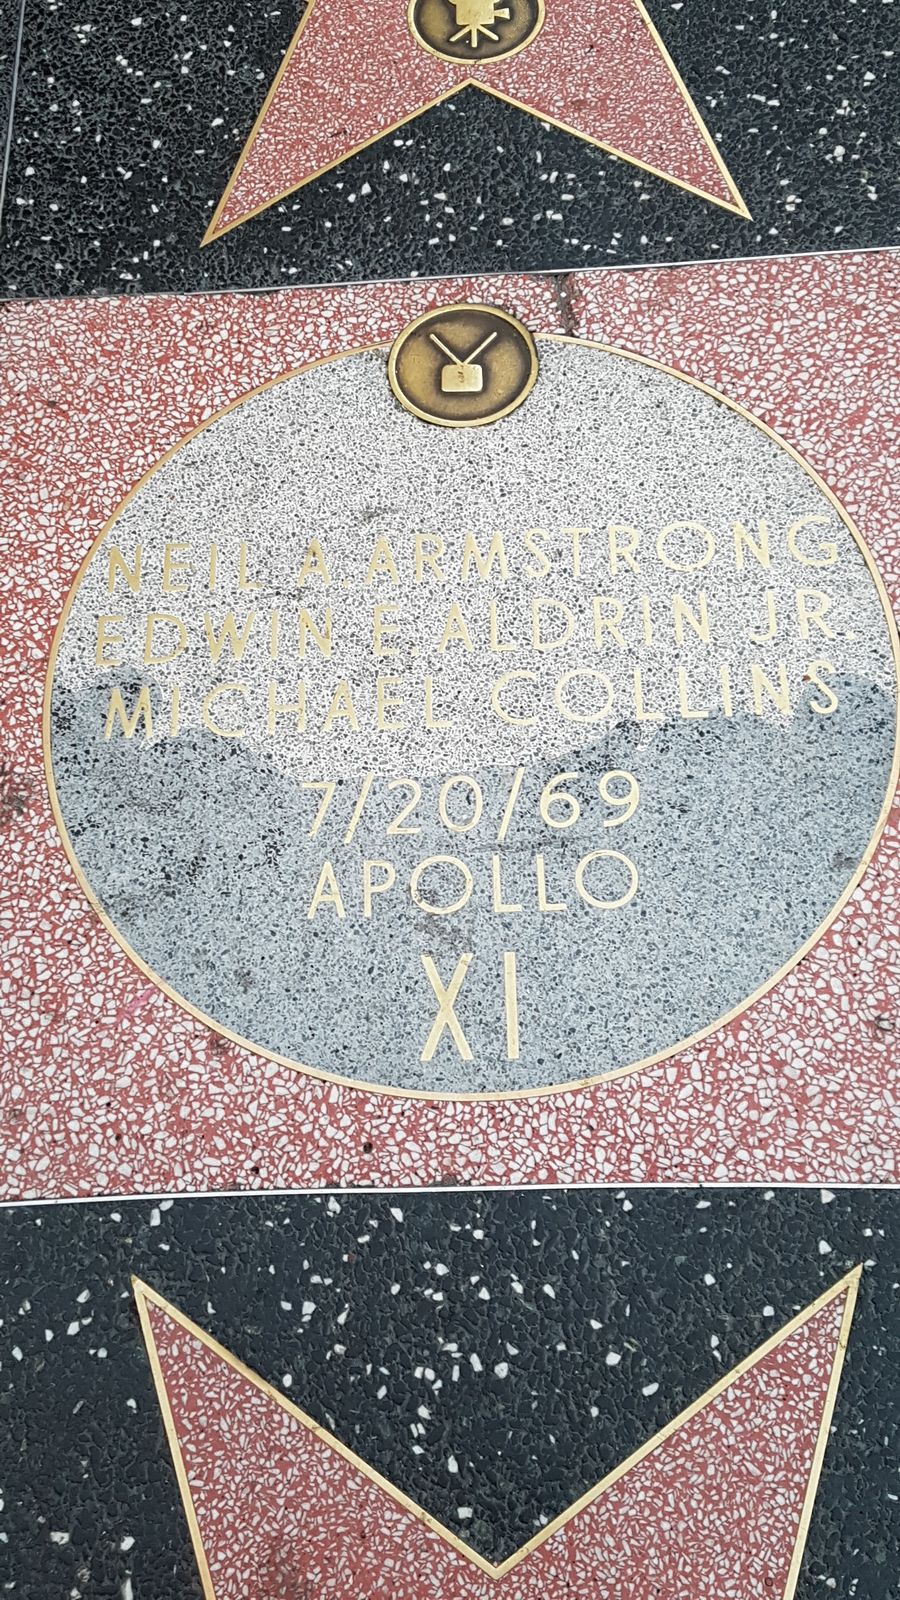 NEIL A. ARMSTRONG
EDWIN E. ALDRIN JR.
MICHAEL COLLINS
7/20/69
APOLLO
XI